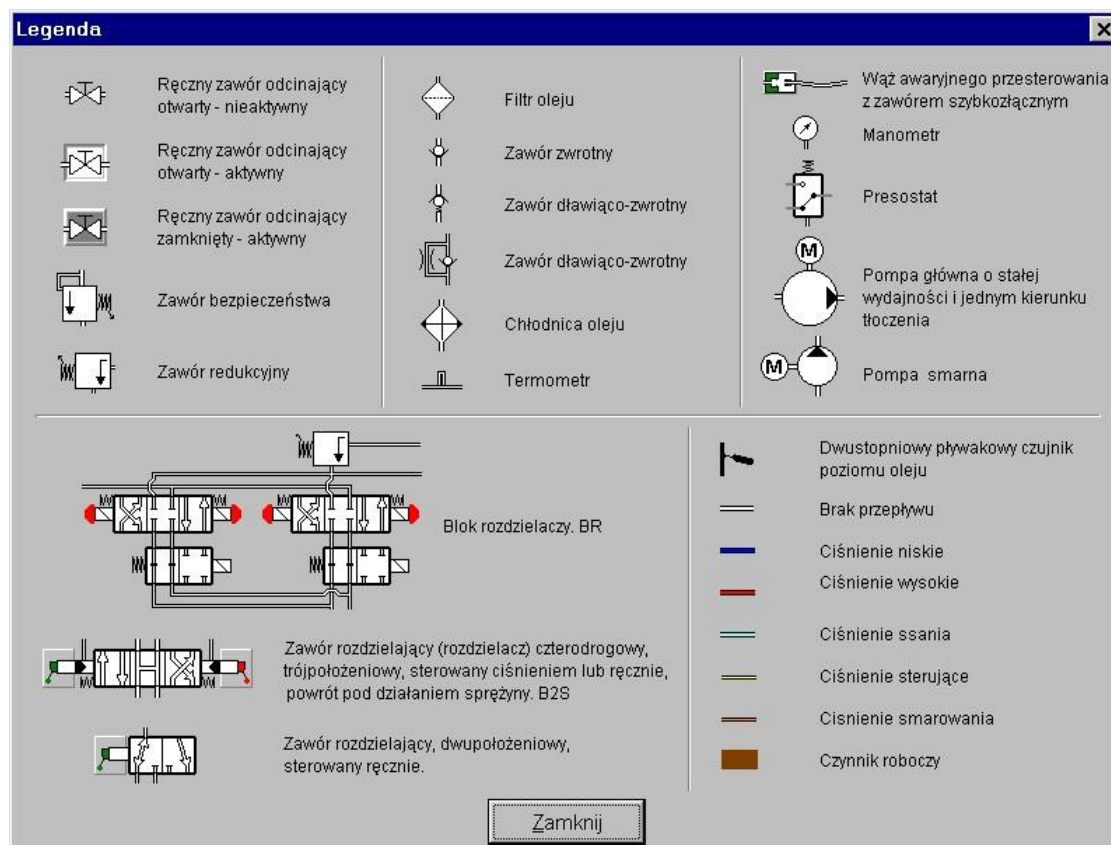 Legenda
Ręczny zawór odcinający
otwarty - nieaktywny
Ręczny zawór odcinający
otwarty - aktywny
Ręczny zawór odcinający
zamknięty - aktywny
Zawór bezpieczeństwa
Zawór redukcyjny
Filtr oleju
Zawór zwrotny
Zawór dławiąco-zwrotny
Zawór dławiąco-zwrotny
Chłodnica oleju
Termometr
Wąż awaryjnego przesterowania
z zaworem szybkozłącznym
Manometr
Presostat
M
Pompa główna o stałej
wydajności i jednym kierunku
tłoczenia
M
Pompa smarna
Blok rozdzielaczy. BR
Zawór rozdzielający (rozdzielacz) czterodrogowy,
trójpołożeniowy, sterowany ciśnieniem lub ręcznie,
powrót pod działaniem sprężyny. B2S
Zawór rozdzielający, dwupołożeniowy,
sterowany ręcznie.
Dwustopniowy pływakowy czujnik
poziomu oleju
Brak przepływu
Ciśnienie niskie
Ciśnienie wysokie
Ciśnienie ssania
Ciśnienie sterujące
Cisnienie smarowania
Czynnik roboczy
Zamknij